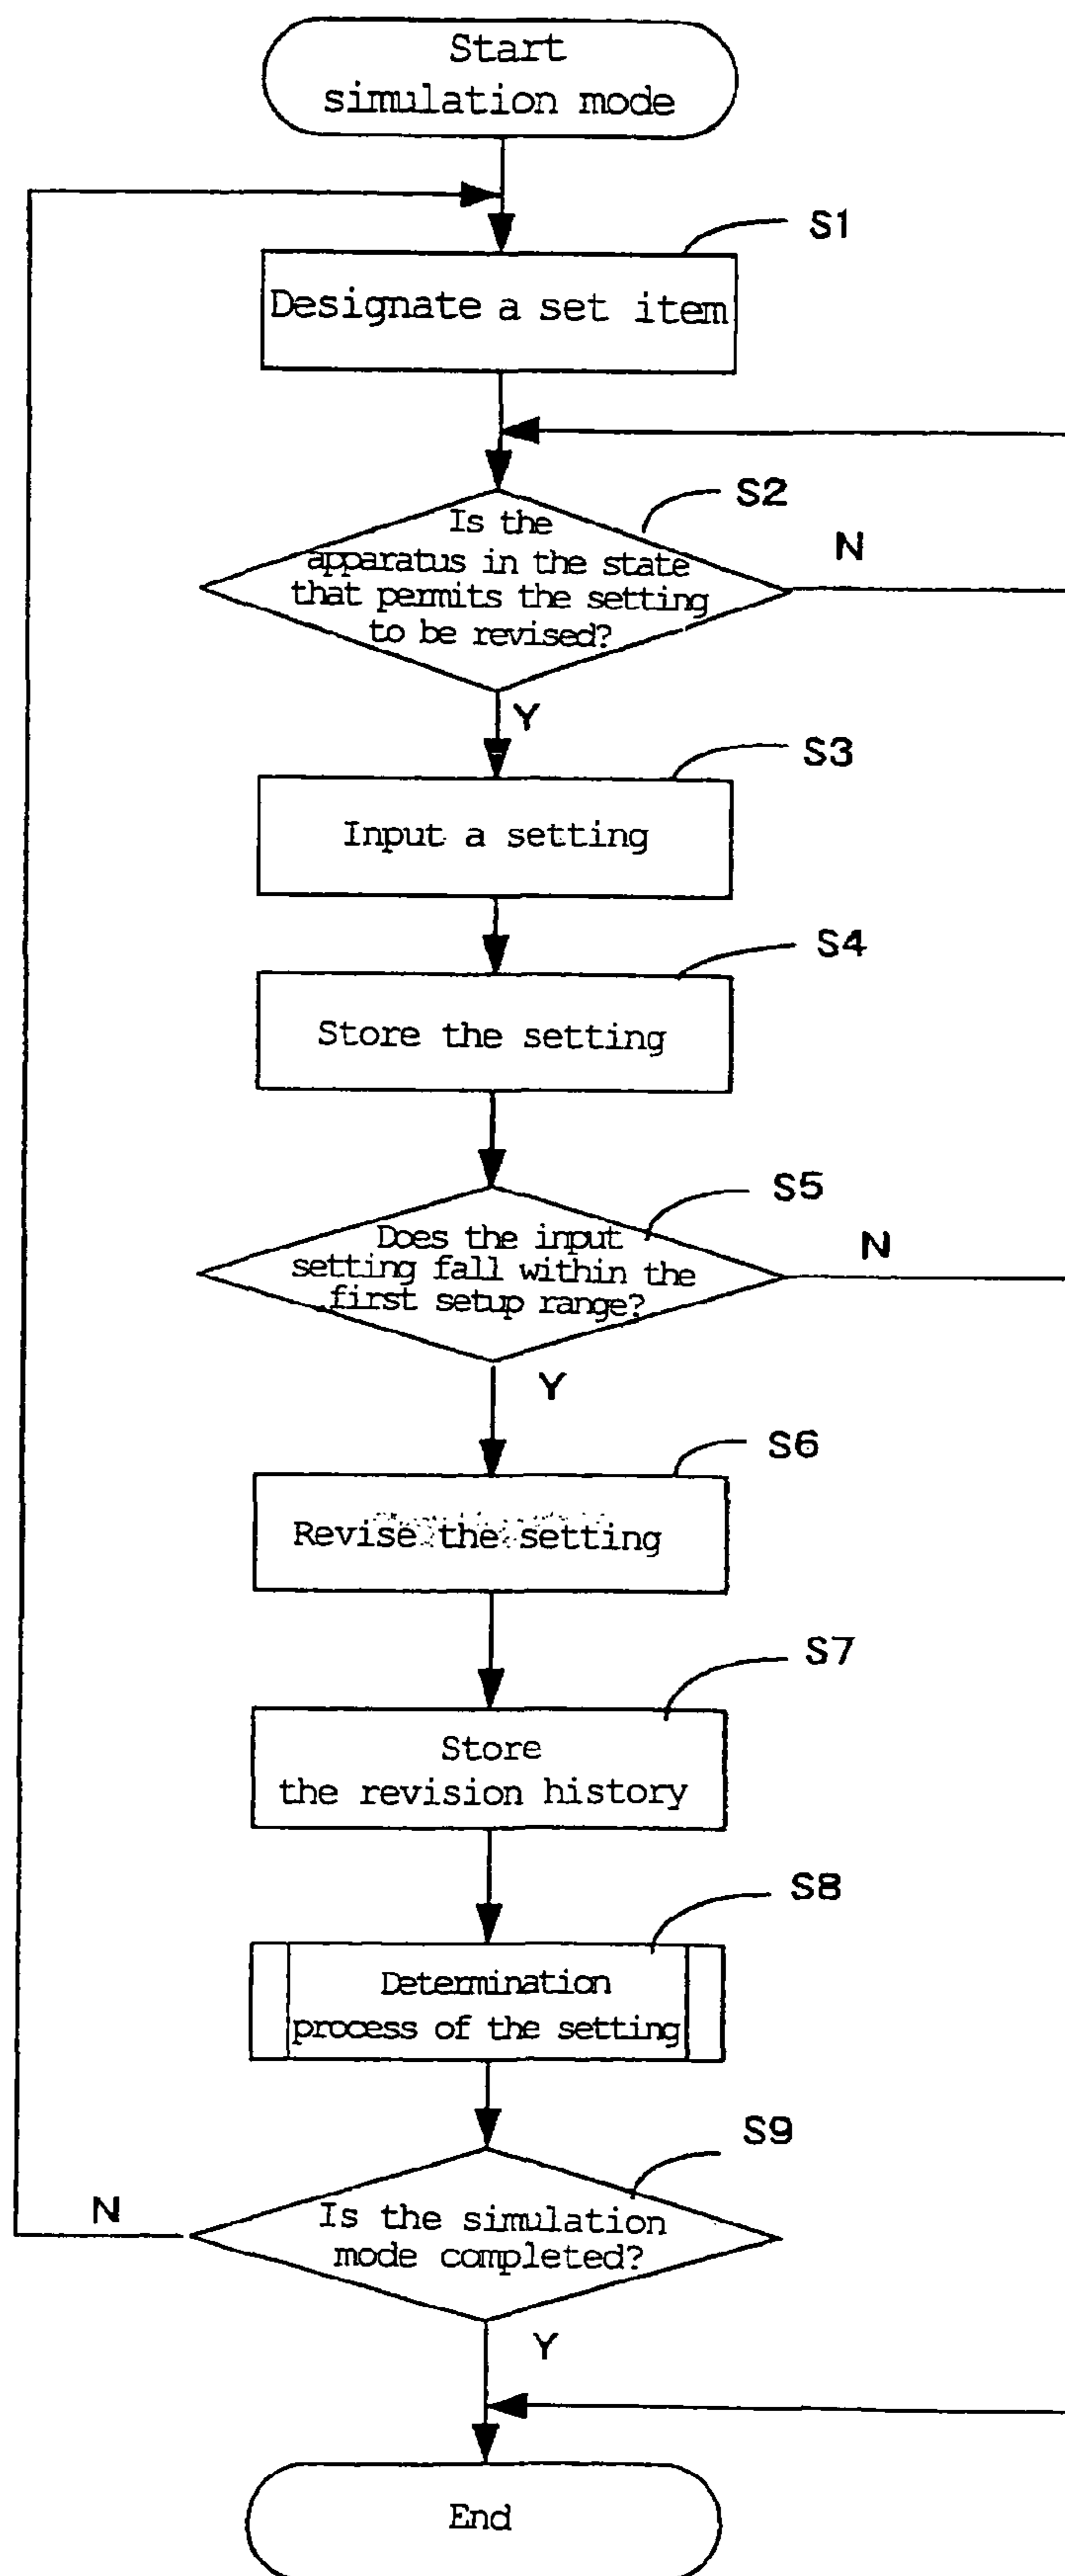 Start
simulation mode
S1
Designate a set item
S2
Is the
apparatus in the state
that permits the setting
to be revised?
N
Y
S3
Input a setting
S4
Store the setting
S5
Does the input
setting fall within the
first setup range?
N
Y
S6
Revise the setting
S7
Store
the revision history
S8
Determination
process of the setting
S9
Is the simulation
mode completed?
N
Y
End